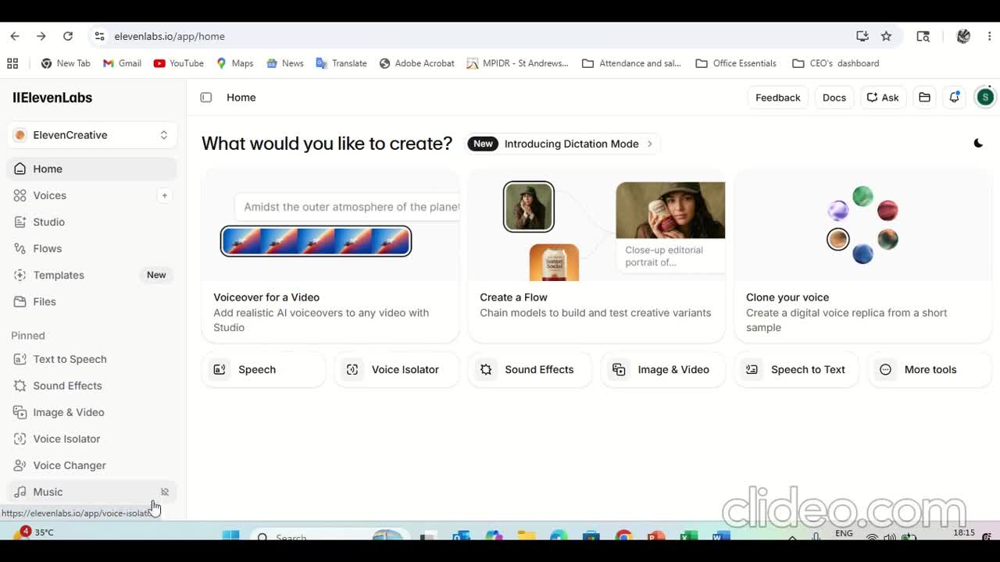 elevenlabs.io/app/home
New Tab
Gmail
YouTube
Maps
News
Translate
Adobe Acrobat
MPIDR - St Andrews...
Attendance and sal...
Office Essentials
CEO's dashboard
IIElevenLabs
Home
Feedback
Docs
Ask
S
ElevenCreative
What would you like to create?
New
Introducing Dictation Mode
Home
Voices
Studio
Flows
Templates
New
Files
Amidst the outer atmosphere of the planet
Close-up editorial
portrait of...
Sunset
Social
Voiceover for a Video
Add realistic AI voiceovers to any video with
Studio
Create a Flow
Chain models to build and test creative variants
Clone your voice
Create a digital voice replica from a short
sample
Pinned
Text to Speech
Sound Effects
Image & Video
Voice Isolator
Voice Changer
Music
Speech
Voice Isolator
Sound Effects
Image & Video
Speech to Text
More tools
https://elevenlabs.io/app/voice-isolato
clideo.com
4
35°C
Search
ENG
18:15